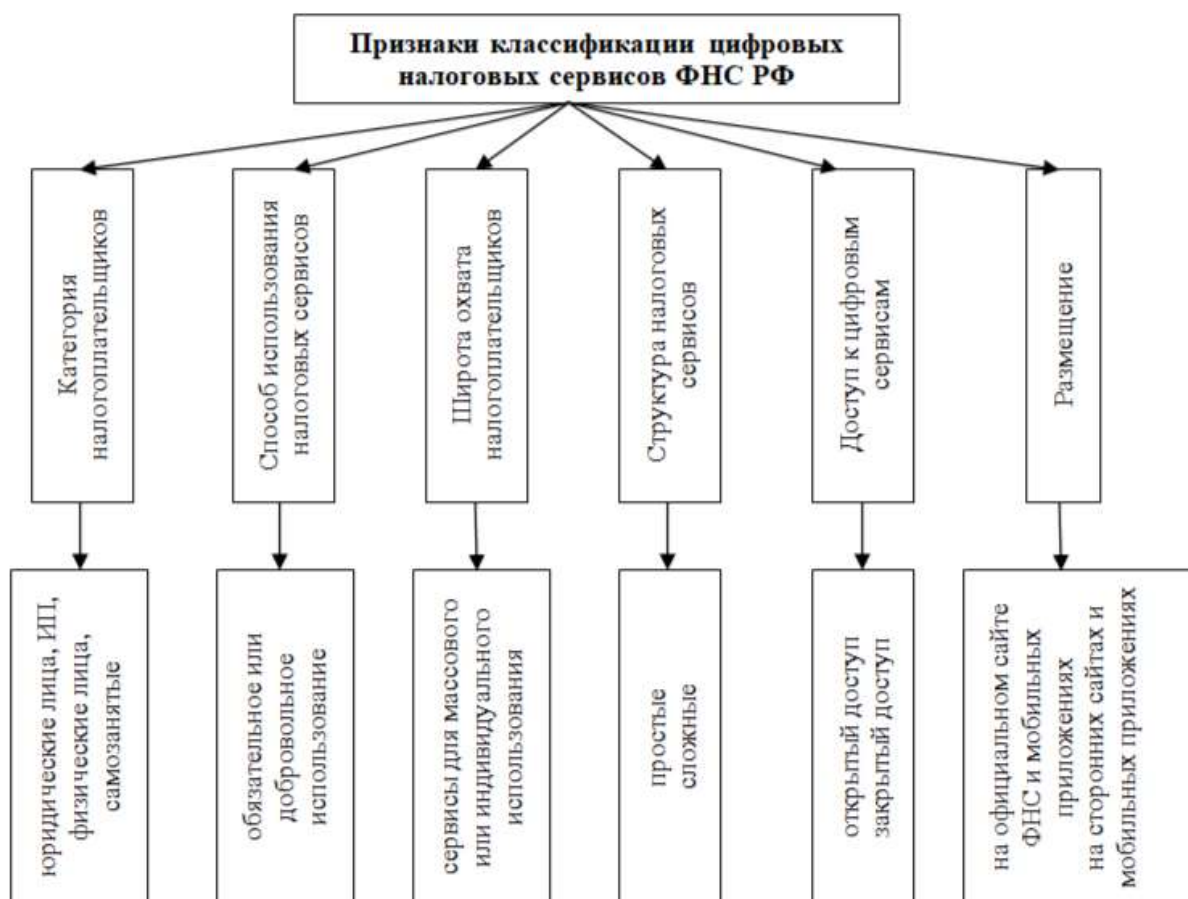 Признаки классификации цифровых
налоговых сервисов ФНС РФ
Категория
налогоплательщиков
Способ использования
налоговых сервисов
Широта охвата
налогоплательщиков
Структура налоговых
сервисов
Доступ к цифровым
сервисам
Размещение
юридические лица, ИП,
физические лица,
самозанятые
обязательное или
добровольное
использование
сервисы для массового
или индивидуального
использования
простые
сложные
открытый доступ
закрытый доступ
на официальном сайте
ФНС и мобильных
приложениях
на сторонних сайтах и
мобильных приложениях